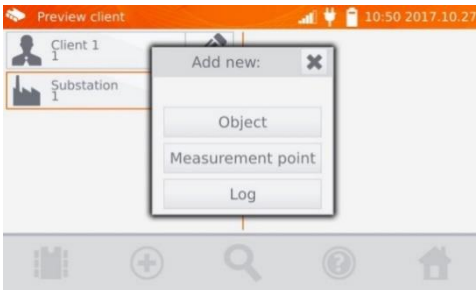 Preview client
10:50 2017.10.27
Client 1
1
Substation
1
Add new:
Object
Measurement point
Log